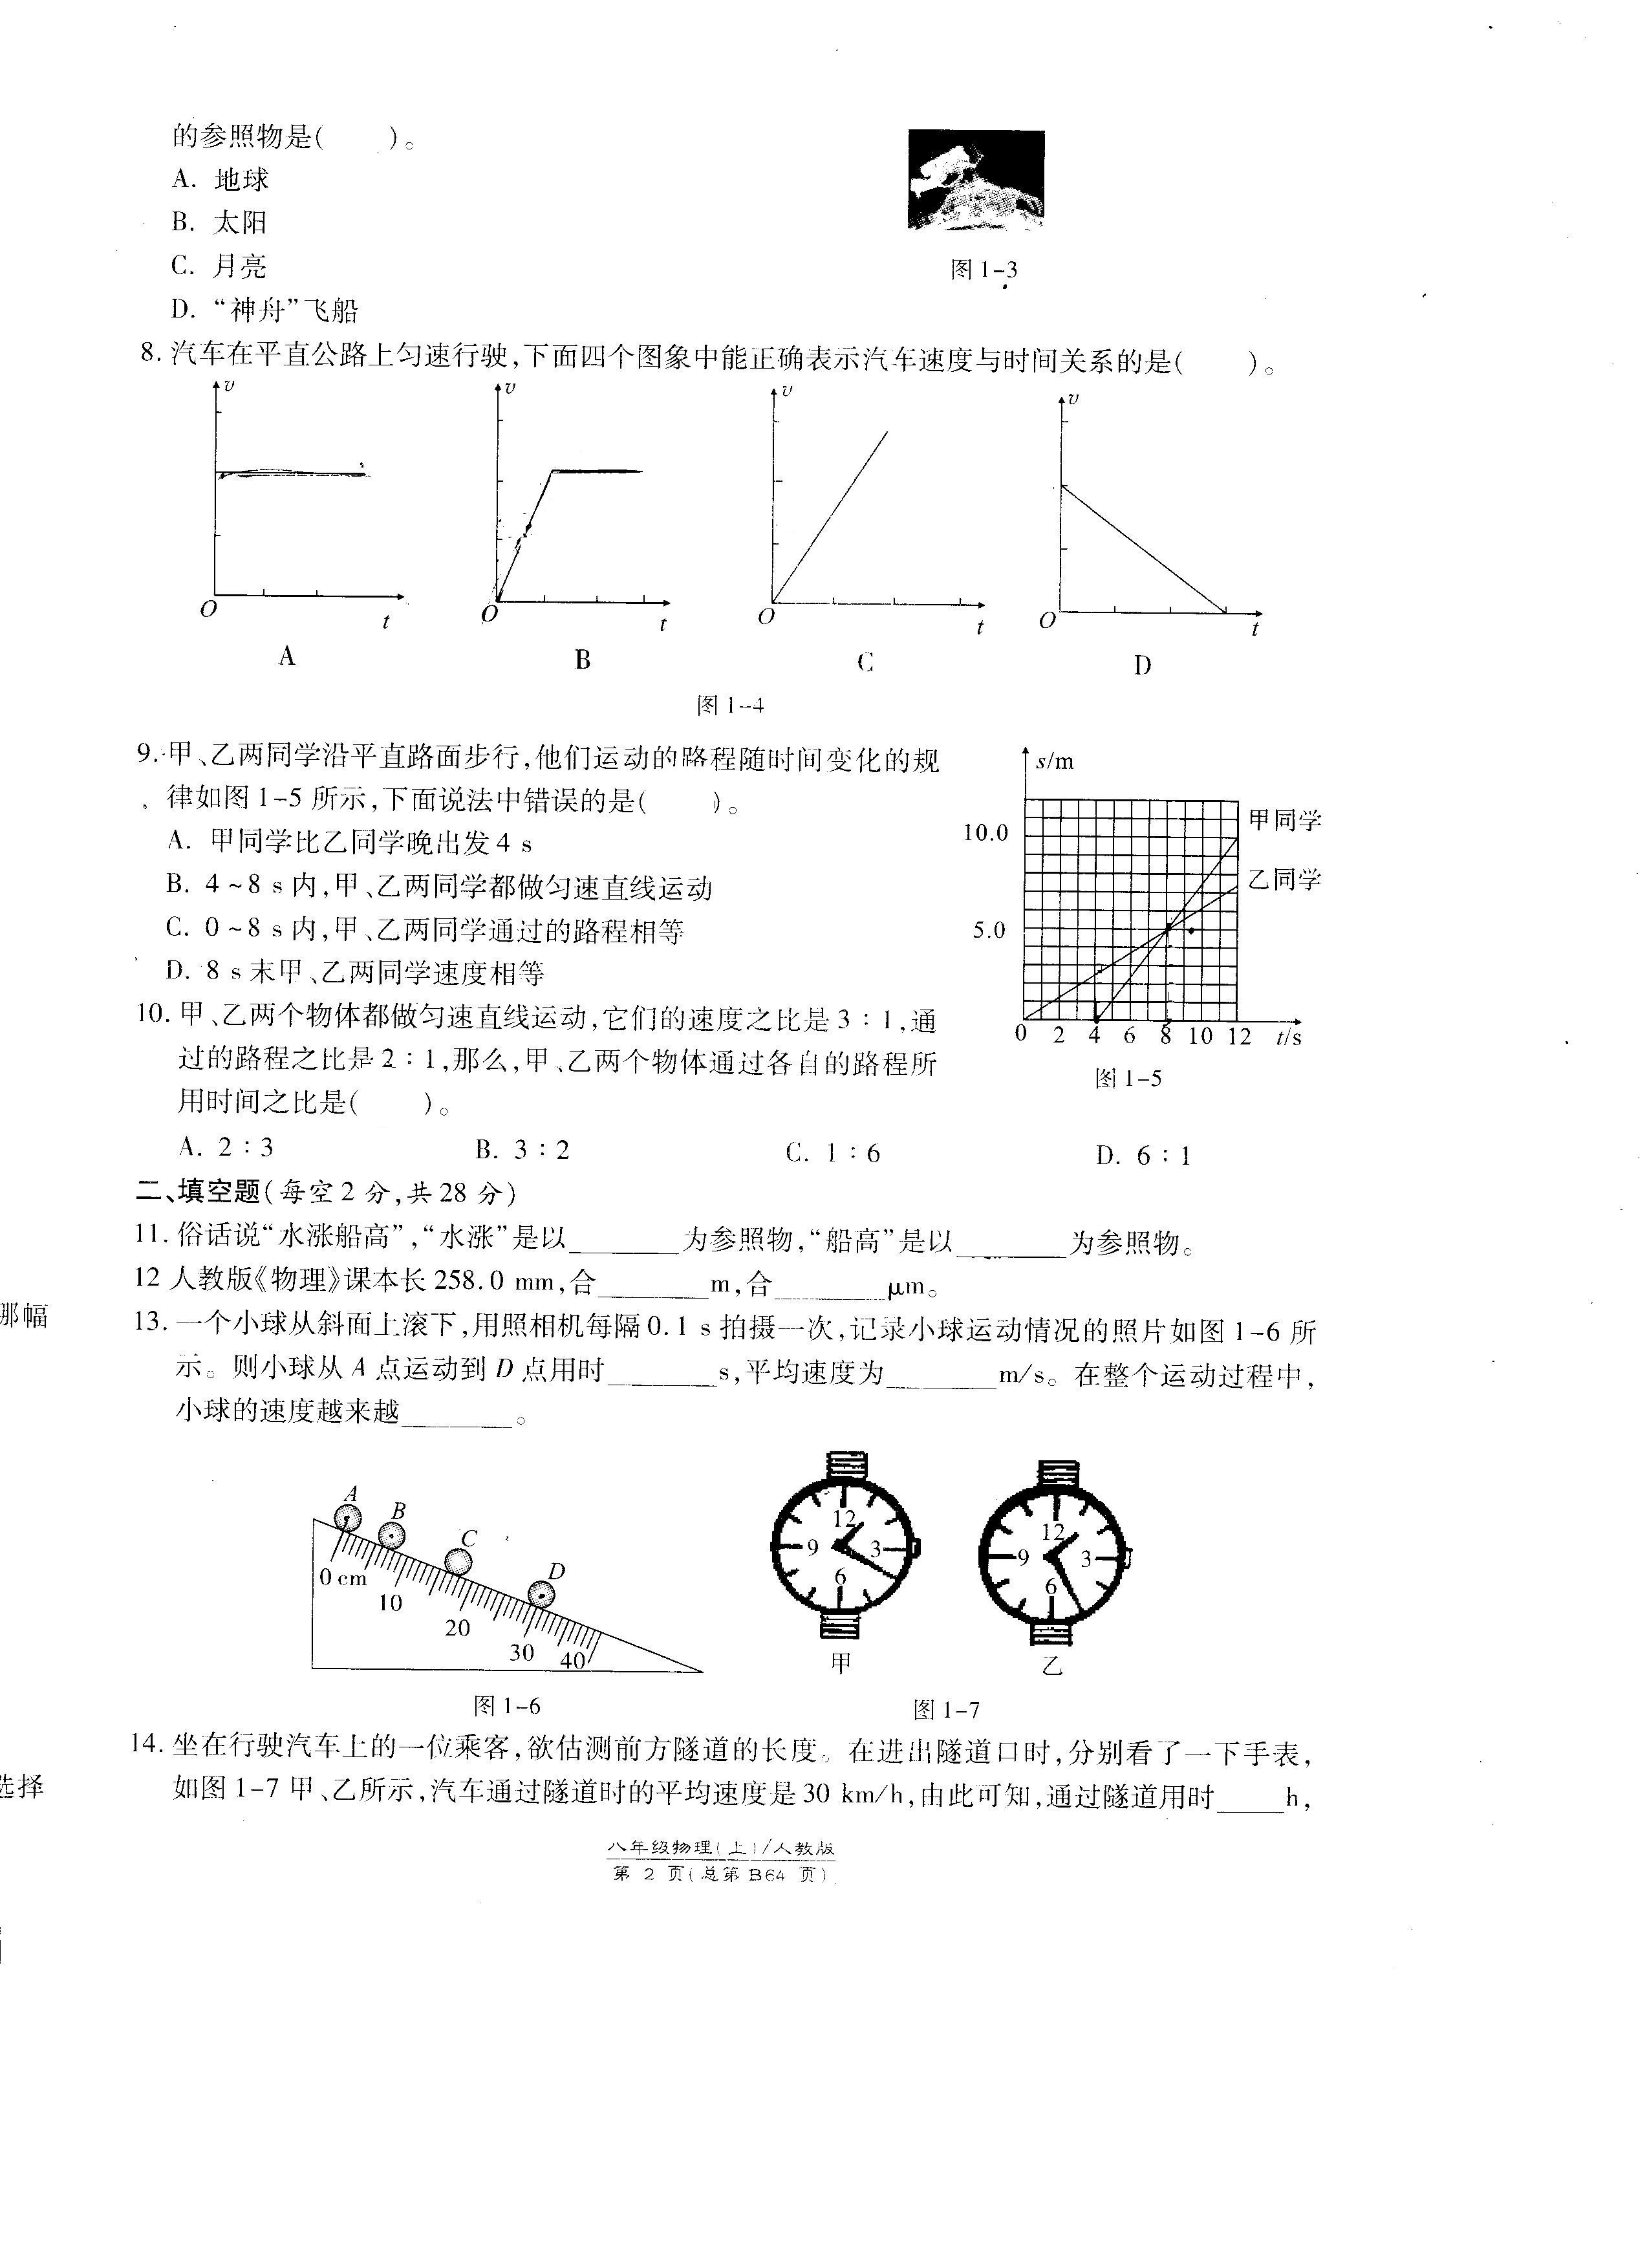 的参照物是(　　)。
A. 地球
B. 太阳
C. 月亮
D. “神舟”飞船
图 1-3
8. 汽车在平直公路上匀速行驶,下面四个图象中能正确表示汽车速度与时间关系的是(　　)。
v
v
v
v
O
t
O
t
O
t
O
t
A
B
C
D
图 1-4
9. 甲、乙两同学沿平直路面步行,他们运动的路程随时间变化的规
律如图 1-5 所示,下面说法中错误的是(　　)。
A. 甲同学比乙同学晚出发 4 s
B. 4~8 s 内,甲、乙两同学都做匀速直线运动
C. 0~8 s 内,甲、乙两同学通过的路程相等
D. 8 s 末甲、乙两同学速度相等
s/m
10.0
5.0
甲同学
乙同学
0 2 4 6 8 10 12 t/s
图 1-5
10. 甲、乙两个物体都做匀速直线运动,它们的速度之比是 3∶1,通
过的路程之比是 2∶1,那么,甲、乙两个物体通过各自的路程所
用时间之比是(　　)。
A. 2∶3　B. 3∶2　C. 1∶6　D. 6∶1
二、填空题(每空 2 分,共 28 分)
11. 俗话说“水涨船高”,“水涨”是以________为参照物,“船高”是以________为参照物。
12 人教版《物理》课本长 258.0 mm,合________m,合________μm。
13. 一个小球从斜面上滚下,用照相机每隔 0.1 s 拍摄一次,记录小球运动情况的照片如图 1-6 所
示。则小球从 A 点运动到 D 点用时________s,平均速度为________m/s。在整个运动过程中,
小球的速度越来越________。
A
B
C
D
0 cm
10
20
30
40
图 1-6
12
9
3
6
甲
12
9
3
6
乙
图 1-7
14. 坐在行驶汽车上的一位乘客,欲估测前方隧道的长度。在进出隧道口时,分别看了一下手表,
如图 1-7 甲、乙所示,汽车通过隧道时的平均速度是 30 km/h,由此可知,通过隧道用时____h,
八年级物理(上)/人教版
第 2 页(总第 B64 页)
那幅
选择